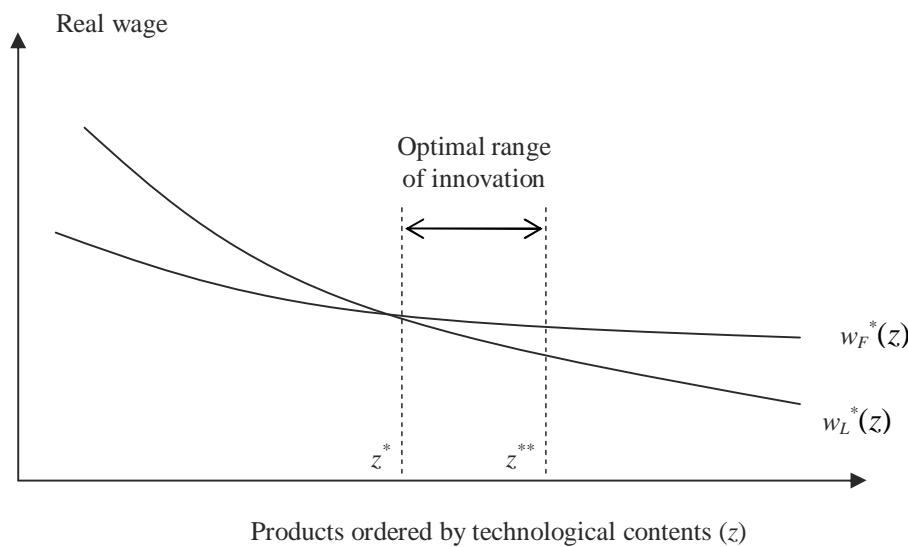 Real wage
Optimal range
of innovation
w_F^*(z)
w_L^*(z)
z^*
z^{**}
Products ordered by technological contents (z)